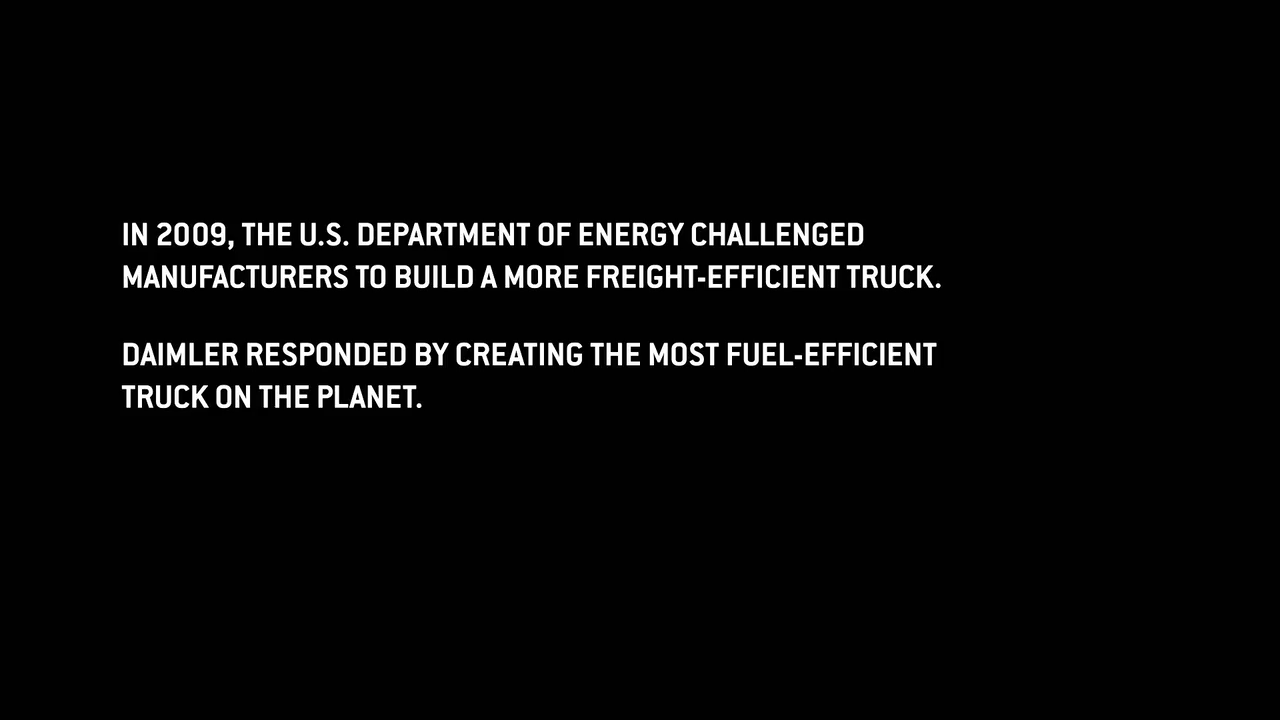 IN 2009, THE U.S. DEPARTMENT OF ENERGY CHALLENGED
MANUFACTURERS TO BUILD A MORE FREIGHT-EFFICIENT TRUCK.
DAIMLER RESPONDED BY CREATING THE MOST FUEL-EFFICIENT
TRUCK ON THE PLANET.